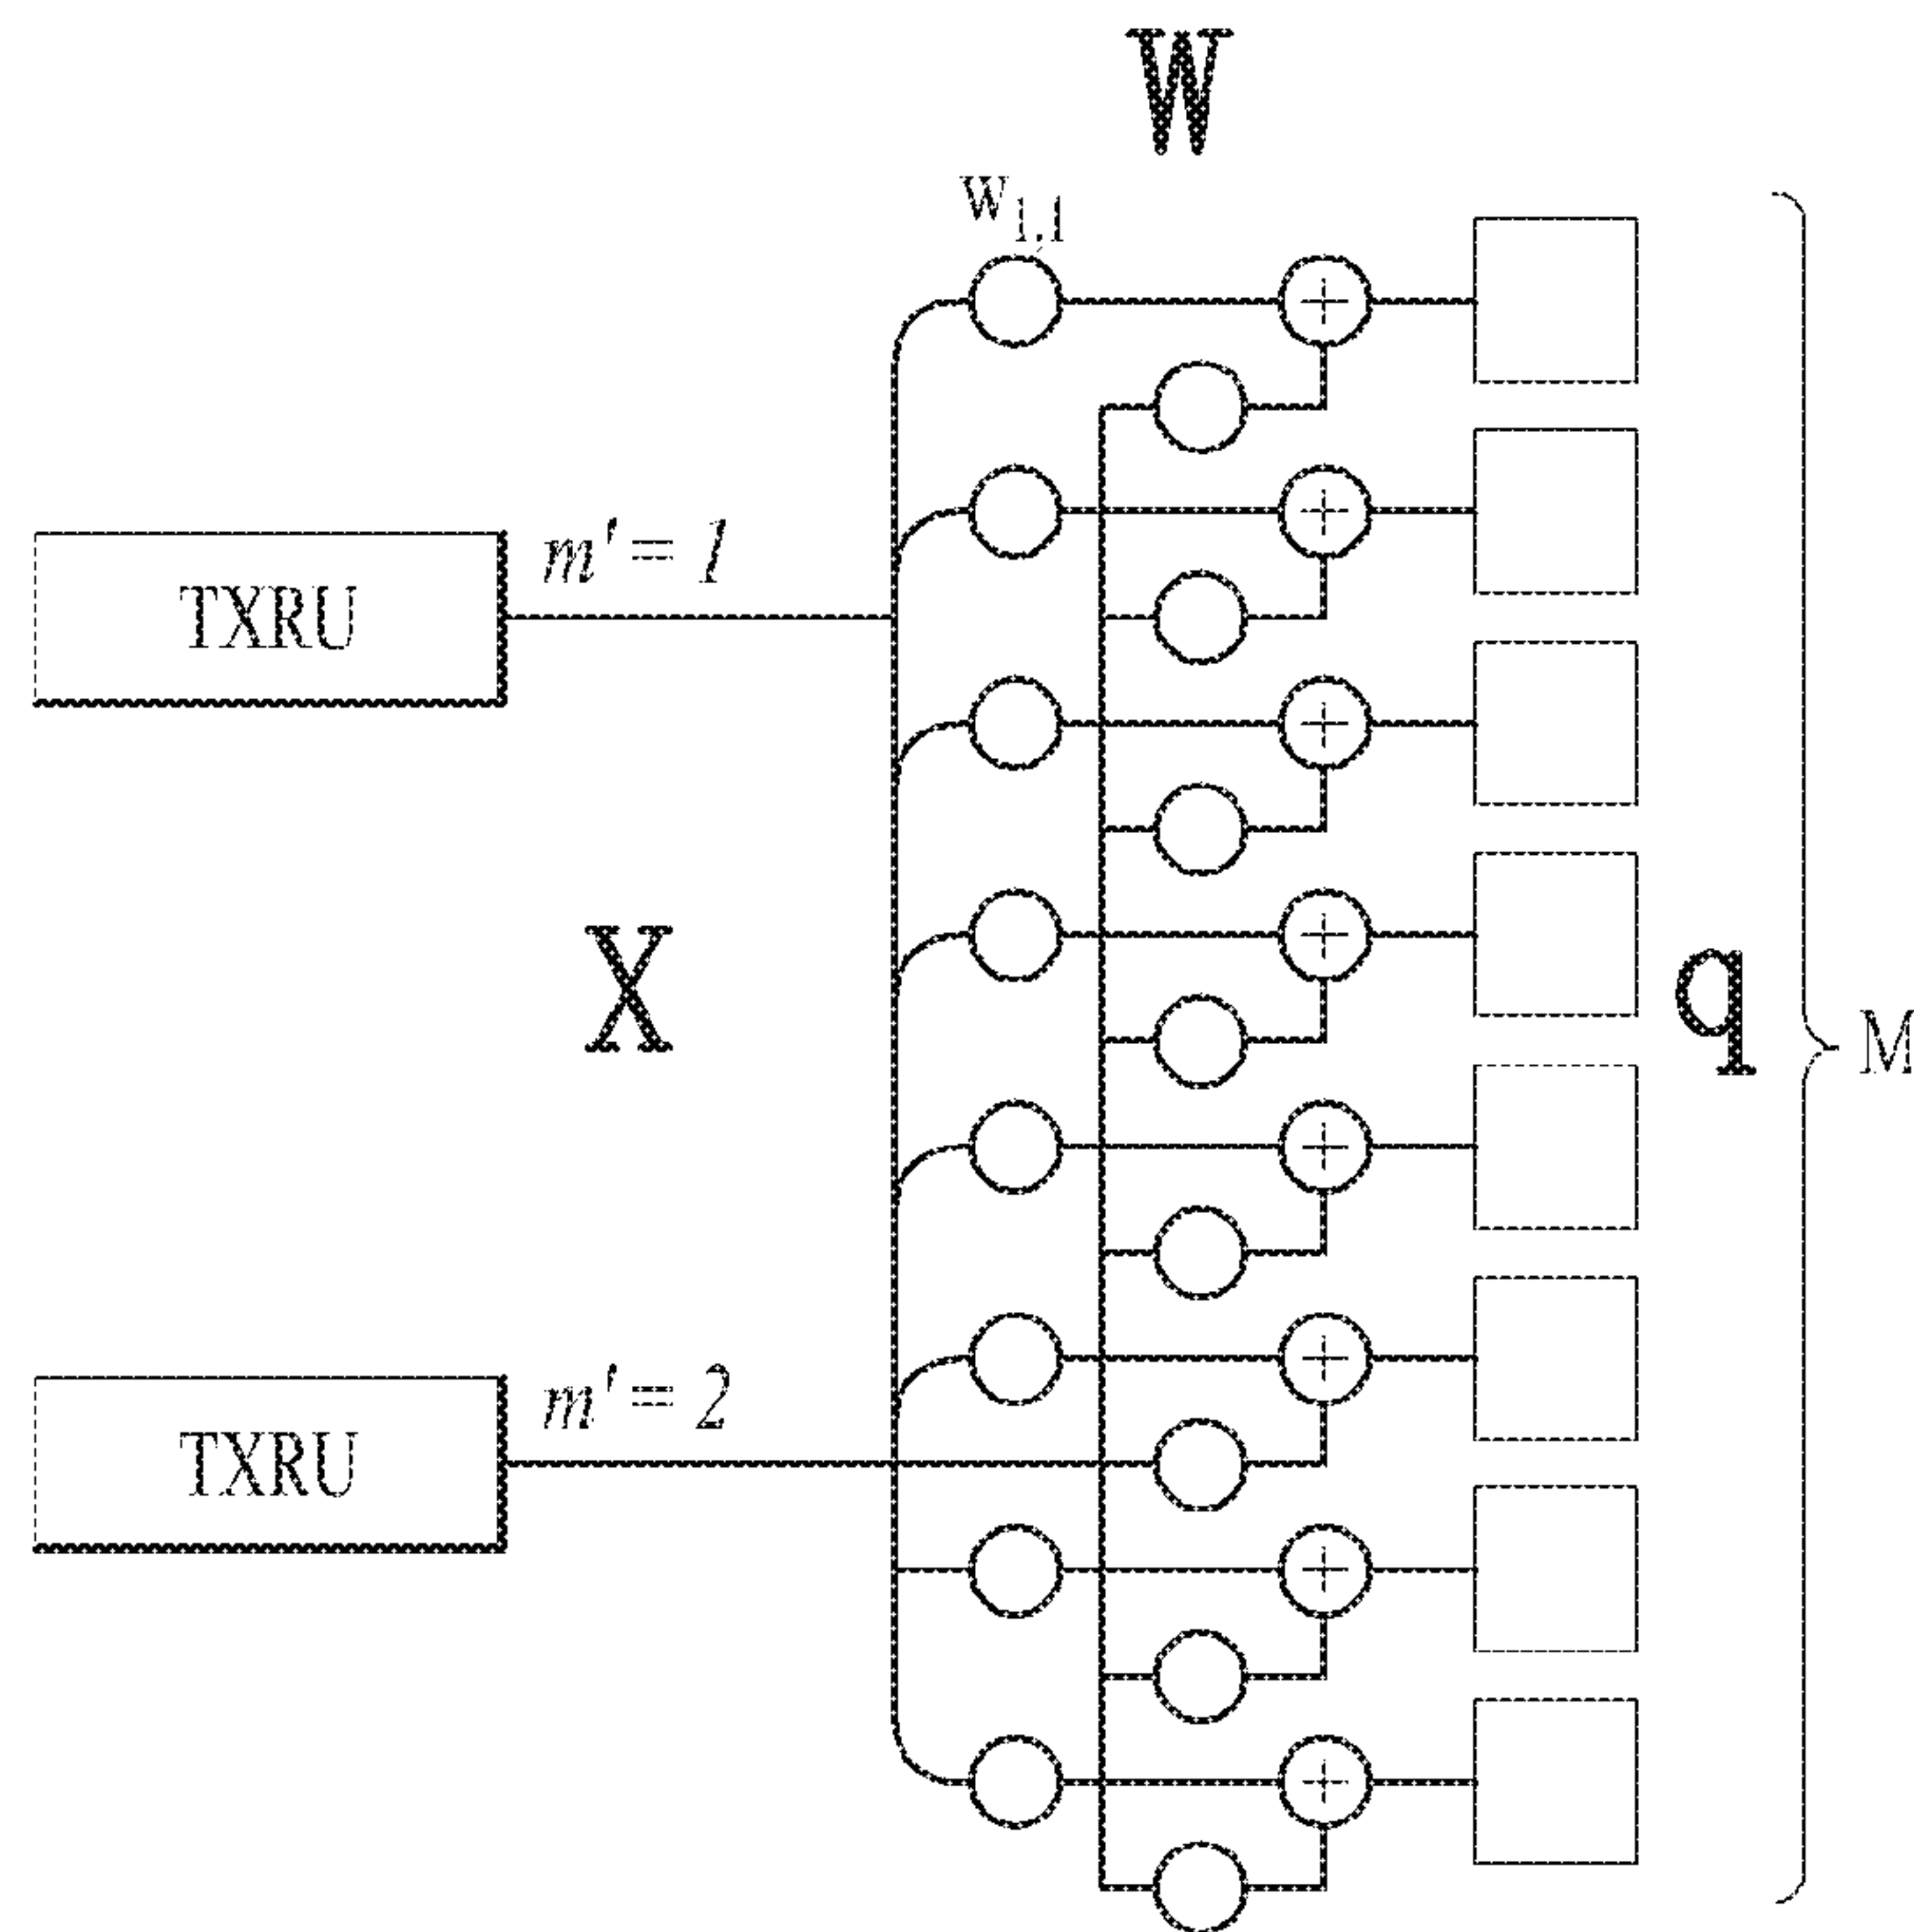 W
w1,1
m' = 1
TXRU
X
q
M
m' = 2
TXRU